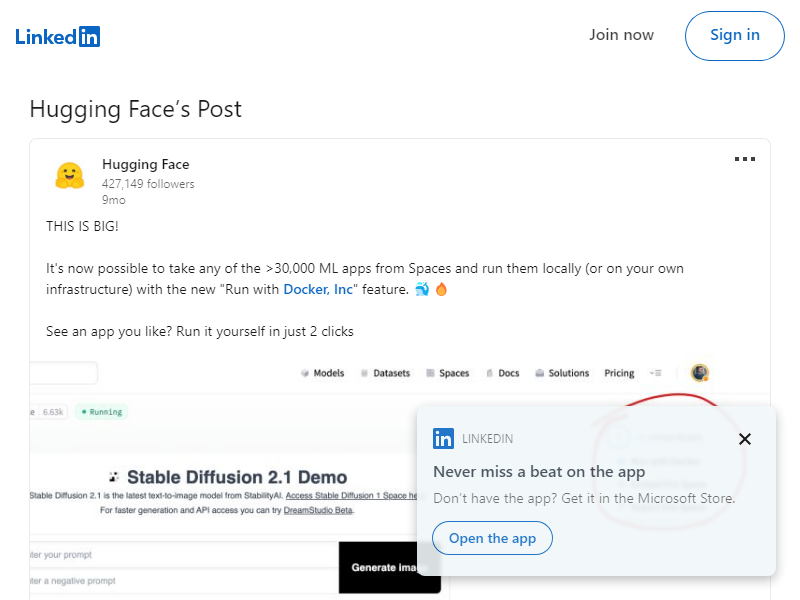 LinkedIn
Join now
Sign in
Hugging Face’s Post
Hugging Face
427,149 followers
9mo
THIS IS BIG!
It's now possible to take any of the >30,000 ML apps from Spaces and run them locally (or on your own
infrastructure) with the new "Run with Docker, Inc" feature. 🐳 🔥
See an app you like? Run it yourself in just 2 clicks
Models
Datasets
Spaces
Docs
Solutions
Pricing
6.63k
Running
Stable Diffusion 2.1 Demo
Stable Diffusion 2.1 is the latest text-to-image model from StabilityAI. Access Stable Diffusion 1 Space he
For faster generation and API access you can try DreamStudio Beta.
ter your prompt
ter a negative prompt
Generate ima
in LINKEDIN
Never miss a beat on the app
Don’t have the app? Get it in the Microsoft Store.
Open the app